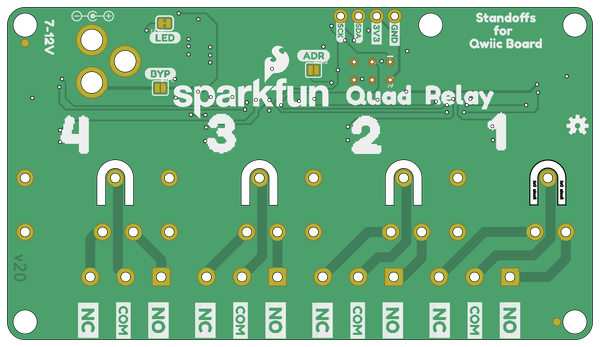 7-12V
LED
BYP
SCK
SDA
3V3
GND
ADR
Standoffs
for
Qwiic Board
sparkfun Quad Relay
4 3 2 1
v20
NC COM NO NC COM NO NC COM NO NC COM NO